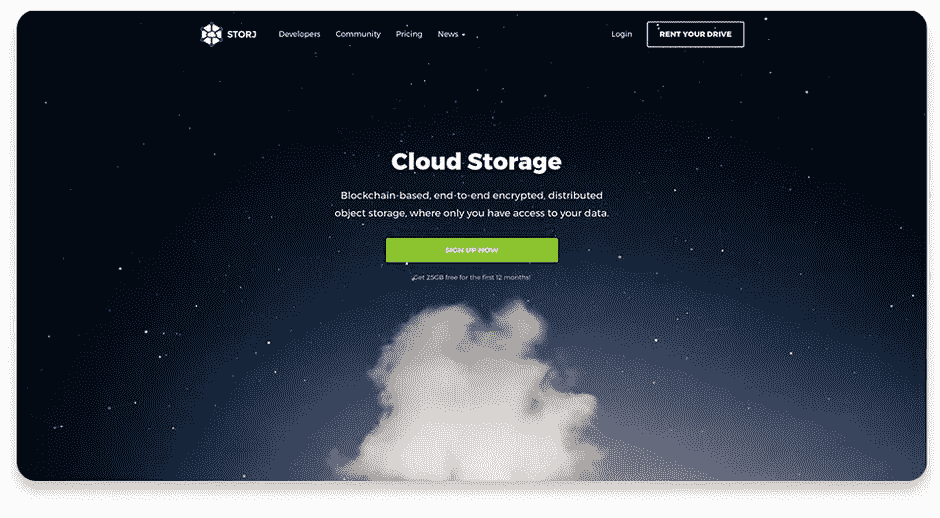 STORJ
Developers
Community
Pricing
News
Login
RENT YOUR DRIVE
Cloud Storage
Blockchain-based, end-to-end encrypted, distributed
object storage, where only you have access to your data.
SIGN UP NOW
Get 25GB free for the first 12 months!